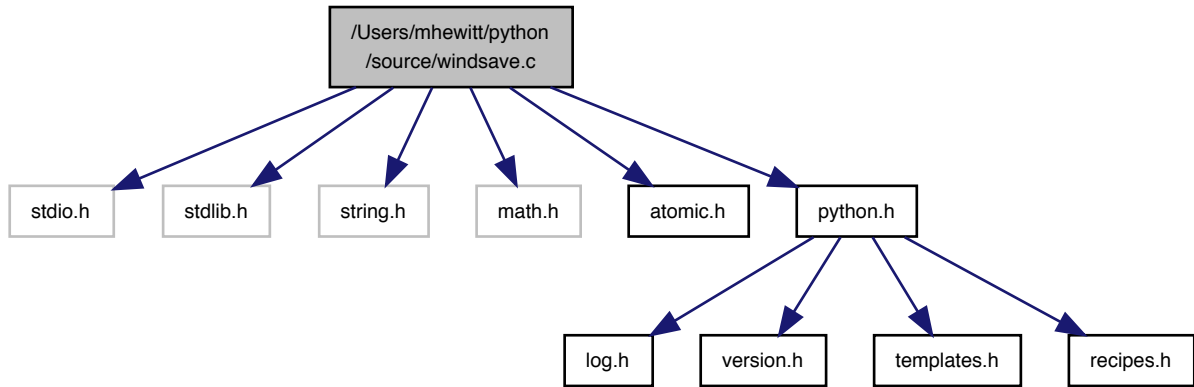 /Users/mhewitt/python
/source/windsave.c
stdio.h
stdlib.h
string.h
math.h
atomic.h
python.h
log.h
version.h
templates.h
recipes.h